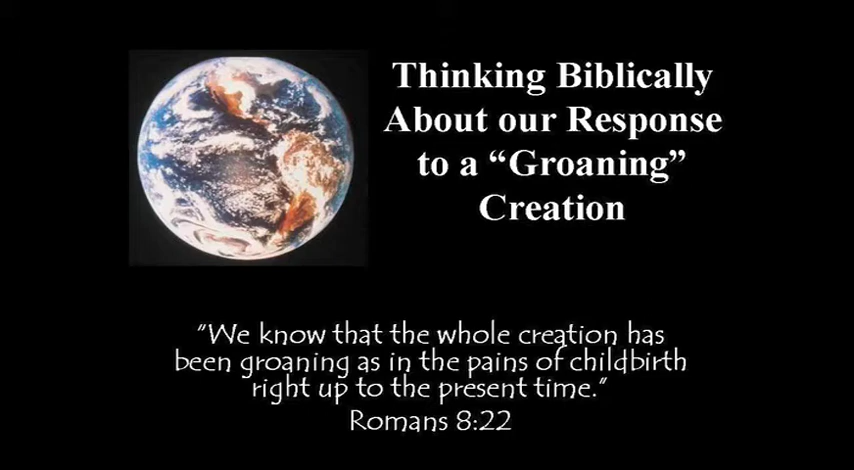 Thinking Biblically
About our Response
to a “Groaning”
Creation
“We know that the whole creation has
been groaning as in the pains of childbirth
right up to the present time.”
Romans 8:22